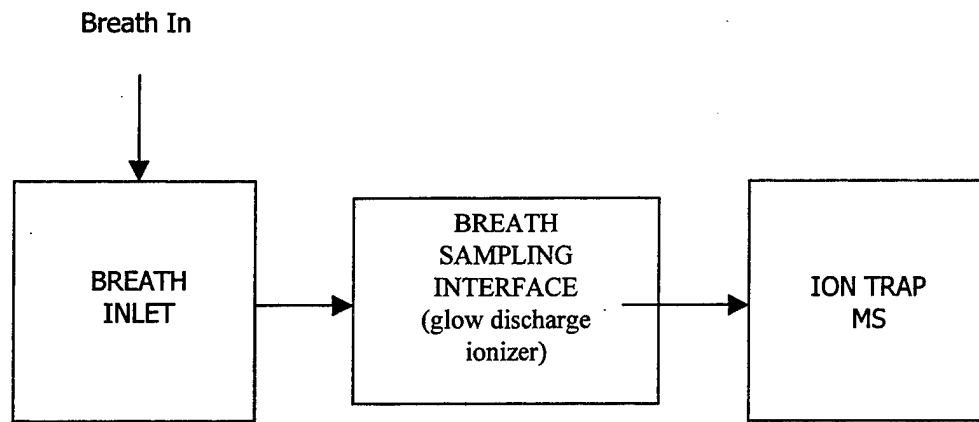 Breath In
BREATH
INLET
BREATH
SAMPLING
INTERFACE
(glow discharge
ionizer)
ION TRAP
MS